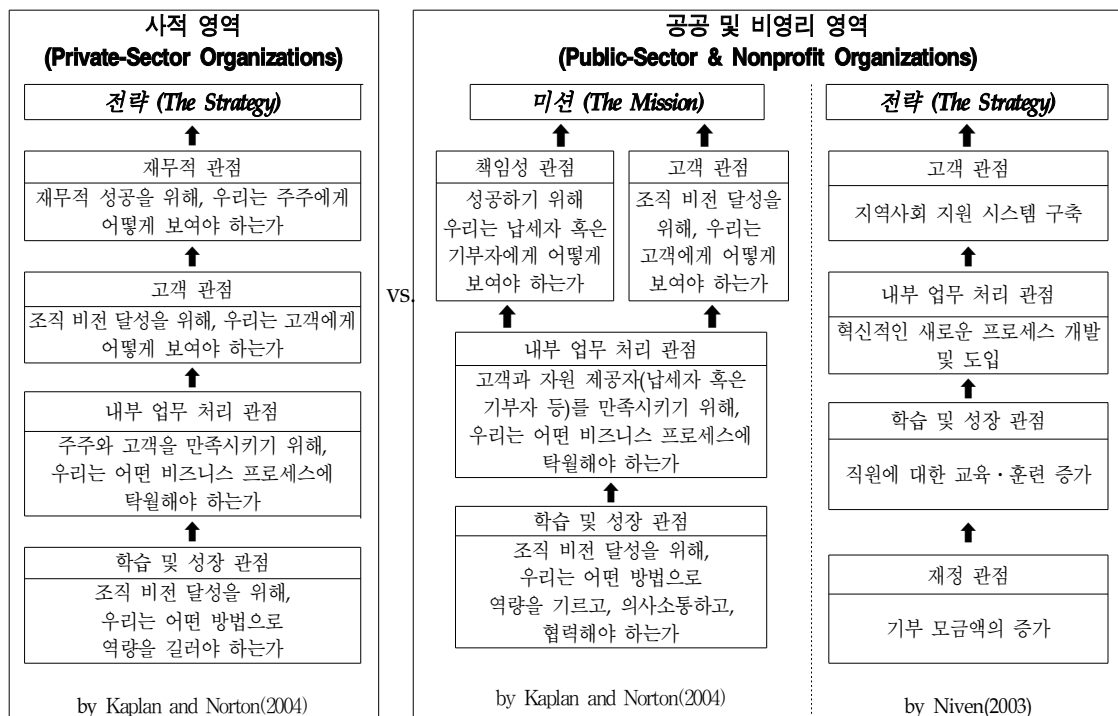 사적 영역
(Private-Sector Organizations)
전략 (The Strategy)
재무적 관점
재무적 성공을 위해, 우리는 주주에게
어떻게 보여야 하는가
고객 관점
조직 비전 달성을 위해, 우리는 고객에게
어떻게 보여야 하는가
내부 업무 처리 관점
주주와 고객을 만족시키기 위해,
우리는 어떤 비즈니스 프로세스에
탁월해야 하는가
학습 및 성장 관점
조직 비전 달성을 위해,
우리는 어떤 방법으로
역량을 길러야 하는가
by Kaplan and Norton(2004)
vs.
공공 및 비영리 영역
(Public-Sector & Nonprofit Organizations)
미션 (The Mission)
책임성 관점
성공하기 위해
우리는 납세자 혹은
기부자에게 어떻게
보여야 하는가
고객 관점
조직 비전 달성을
위해, 우리는
고객에게 어떻게
보여야 하는가
내부 업무 처리 관점
고객과 자원 제공자(납세자 혹은
기부자 등)를 만족시키기 위해,
우리는 어떤 비즈니스 프로세스에
탁월해야 하는가
학습 및 성장 관점
조직 비전 달성을 위해,
우리는 어떤 방법으로
역량을 기르고, 의사소통하고,
협력해야 하는가
by Kaplan and Norton(2004)
전략 (The Strategy)
고객 관점
지역사회 지원 시스템 구축
내부 업무 처리 관점
혁신적인 새로운 프로세스 개발
및 도입
학습 및 성장 관점
직원에 대한 교육·훈련 증가
재정 관점
기부 모금액의 증가
by Niven(2003)